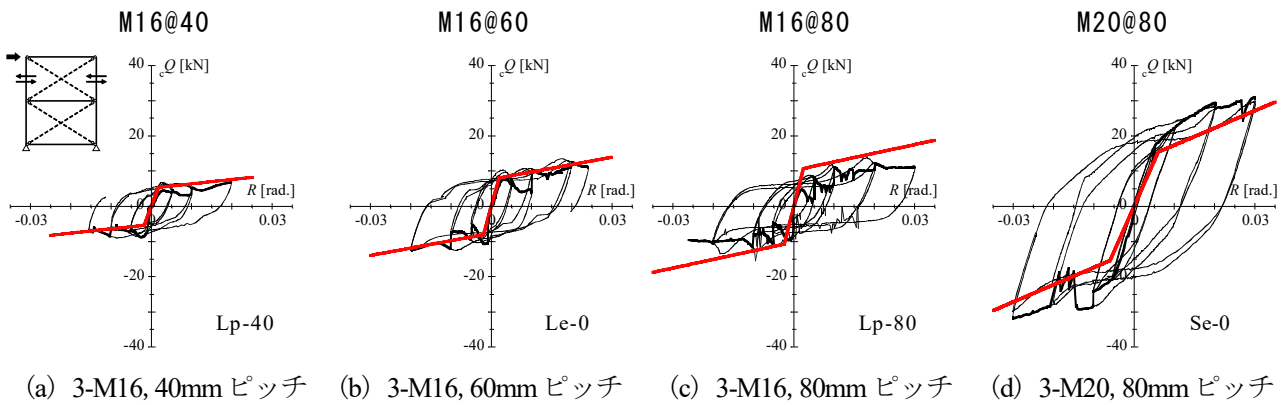 M16@40
M16@60
M16@80
M20@80
40
cQ [kN]
20
R [rad.]
-0.03
0
0.03
-20
-40
Lp-40
40
cQ [kN]
20
R [rad.]
-0.03
0
0.03
-20
-40
Le-0
40
cQ [kN]
20
R [rad.]
-0.03
0
0.03
-20
-40
Lp-80
40
cQ [kN]
20
R [rad.]
-0.03
0
0.03
-20
-40
Se-0
(a) 3-M16, 40mm ピッチ
(b) 3-M16, 60mm ピッチ
(c) 3-M16, 80mm ピッチ
(d) 3-M20, 80mm ピッチ